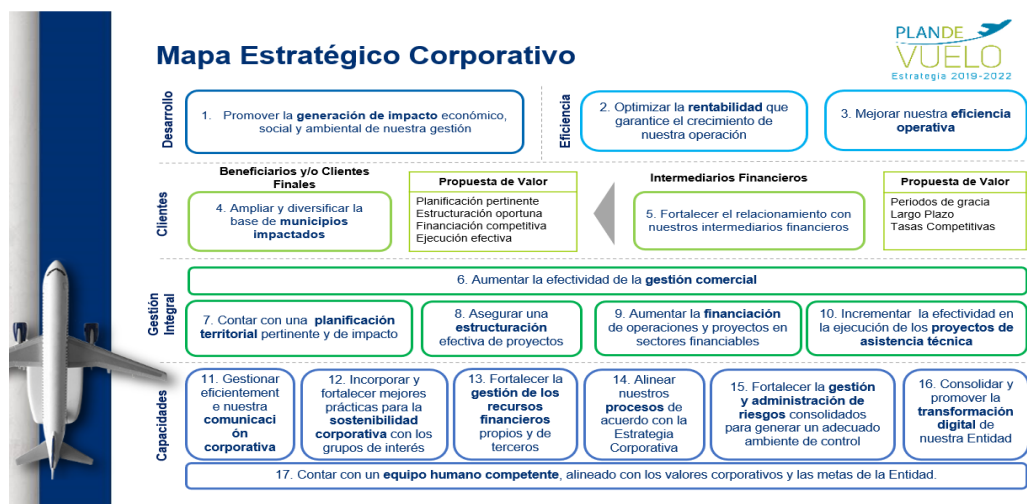 PLANDE
VUELO
Estrategia 2019-2022
Mapa Estratégico Corporativo
Desarrollo
1. Promover la generación de impacto económico,
social y ambiental de nuestra gestión
Eficiencia
2. Optimizar la rentabilidad que
garantice el crecimiento de
nuestra operación
3. Mejorar nuestra eficiencia
operativa
Clientes
Beneficiarios y/o Clientes
Finales
4. Ampliar y diversificar la
base de municipios
impactados
Propuesta de Valor
Planificación pertinente
Estructuración oportuna
Financiación competitiva
Ejecución efectiva
Intermediarios Financieros
5. Fortalecer el relacionamiento con
nuestros intermediarios financieros
Propuesta de Valor
Periodos de gracia
Largo Plazo
Tasas Competitivas
Gestión
Integral
6. Aumentar la efectividad de la gestión comercial
7. Contar con una planificación
territorial pertinente y de impacto
8. Asegurar una
estructuración
efectiva de proyectos
9. Aumentar la financiación
de operaciones y proyectos en
sectores financiables
10. Incrementar la efectividad en
la ejecución de los proyectos de
asistencia técnica
Capacidades
11. Gestionar
eficientement
e nuestra
comunicaci
ón
corporativa
12. Incorporar y
fortalecer mejores
prácticas para la
sostenibilidad
corporativa con los
grupos de interés
13. Fortalecer la
gestión de los
recursos
financieros
propios y de
terceros
14. Alinear
nuestros
procesos de
acuerdo con la
Estrategia
Corporativa
15. Fortalecer la gestión
y administración de
riesgos consolidados
para generar un adecuado
ambiente de control
16. Consolidar y
promover la
transformación
digital de
nuestra Entidad
17. Contar con un equipo humano competente, alineado con los valores corporativos y las metas de la Entidad.